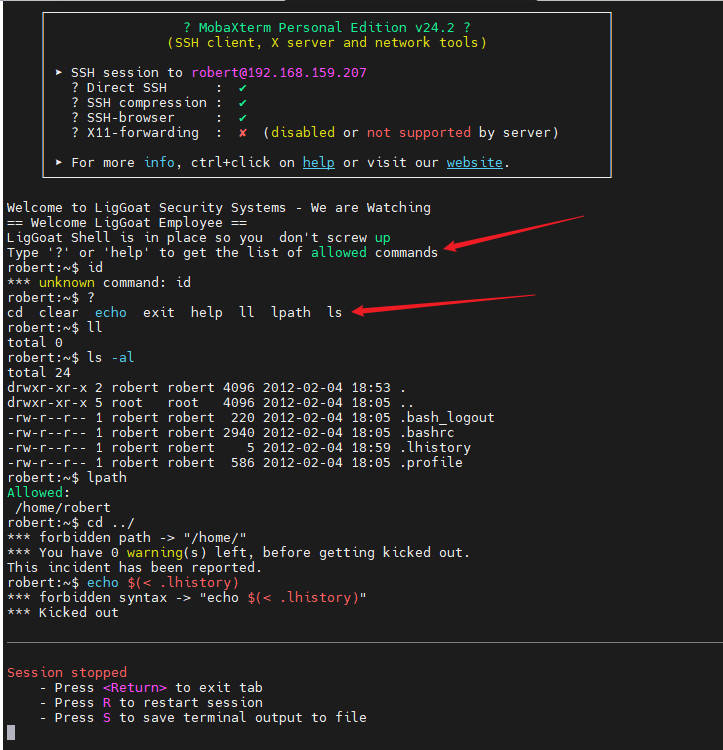 ? MobaXterm Personal Edition v24.2 ?
(SSH client, X server and network tools)
➤ SSH session to robert@192.168.159.207
? Direct SSH      :  ✔
? SSH compression :  ✔
? SSH-browser     :  ✔
? X11-forwarding  :  ✘  (disabled or not supported by server)
➤ For more info, ctrl+click on help or visit our website.
Welcome to LigGoat Security Systems - We are Watching
== Welcome LigGoat Employee ==
LigGoat Shell is in place so you  don't screw up
Type '?' or 'help' to get the list of allowed commands
robert:~$ id
*** unknown command: id
robert:~$ ?
cd  clear  echo  exit  help  ll  lpath  ls
robert:~$ ll
total 0
robert:~$ ls -al
total 24
drwxr-xr-x 2 robert robert 4096 2012-02-04 18:53 .
drwxr-xr-x 5 root   root   4096 2012-02-04 18:05 ..
-rw-r--r-- 1 robert robert  220 2012-02-04 18:05 .bash_logout
-rw-r--r-- 1 robert robert 2940 2012-02-04 18:05 .bashrc
-rw-r--r-- 1 robert robert    5 2012-02-04 18:59 .lhistory
-rw-r--r-- 1 robert robert  586 2012-02-04 18:05 .profile
robert:~$ lpath
Allowed:
 /home/robert
robert:~$ cd ../
*** forbidden path -> "/home/"
*** You have 0 warning(s) left, before getting kicked out.
This incident has been reported.
robert:~$ echo $(< .lhistory)
*** forbidden syntax -> "echo $(< .lhistory)"
*** Kicked out
Session stopped
    - Press <Return> to exit tab
    - Press R to restart session
    - Press S to save terminal output to file